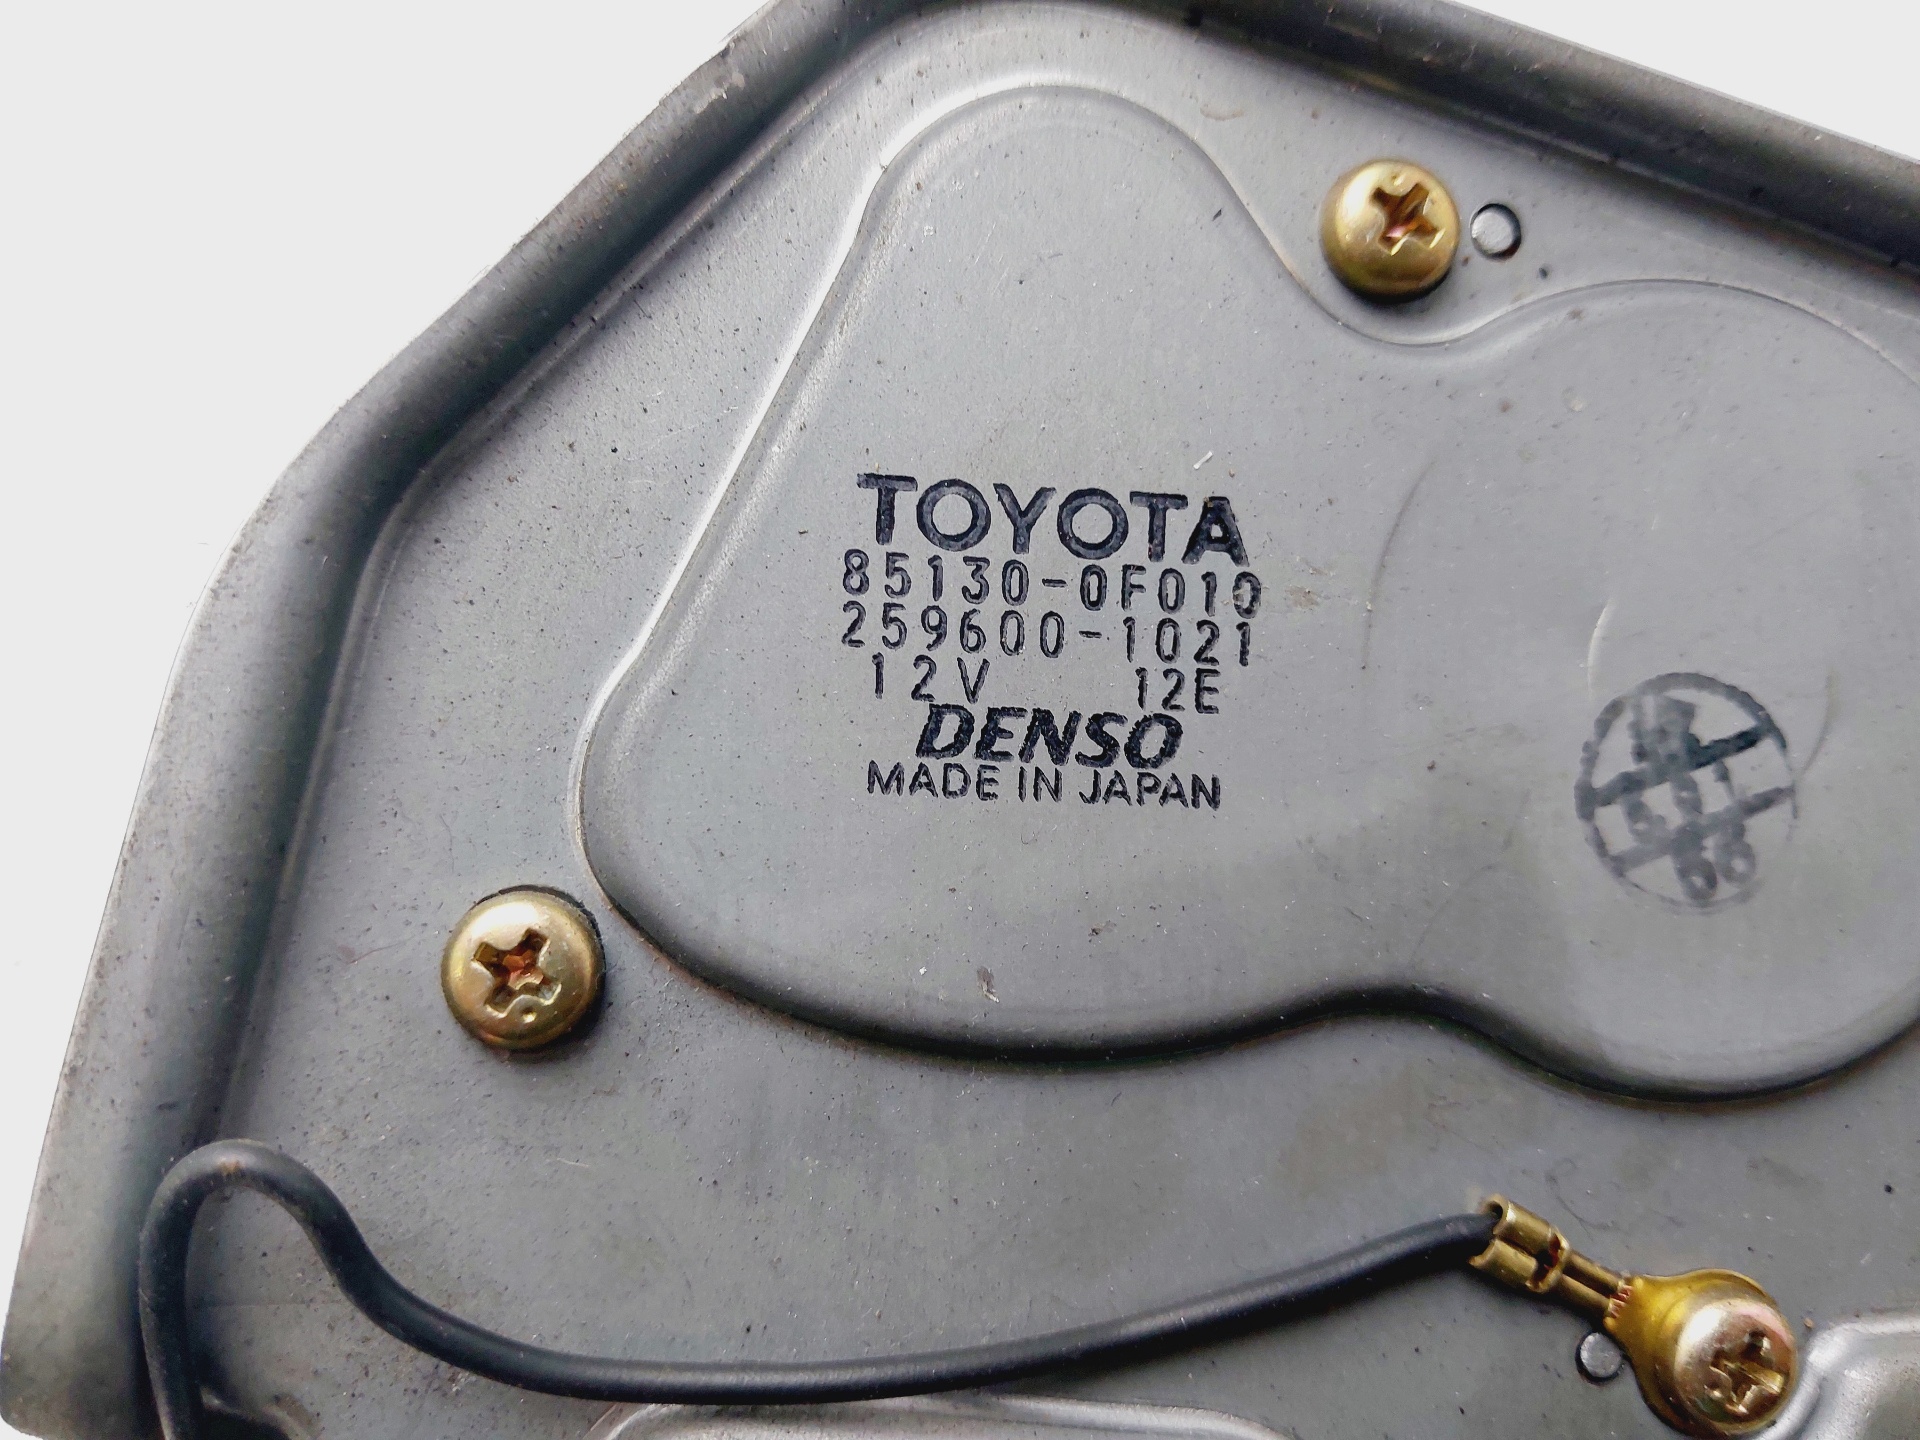 TOYOTA
85130-0F010
259600-1021
12V 12E
DENSO
MADE IN JAPAN